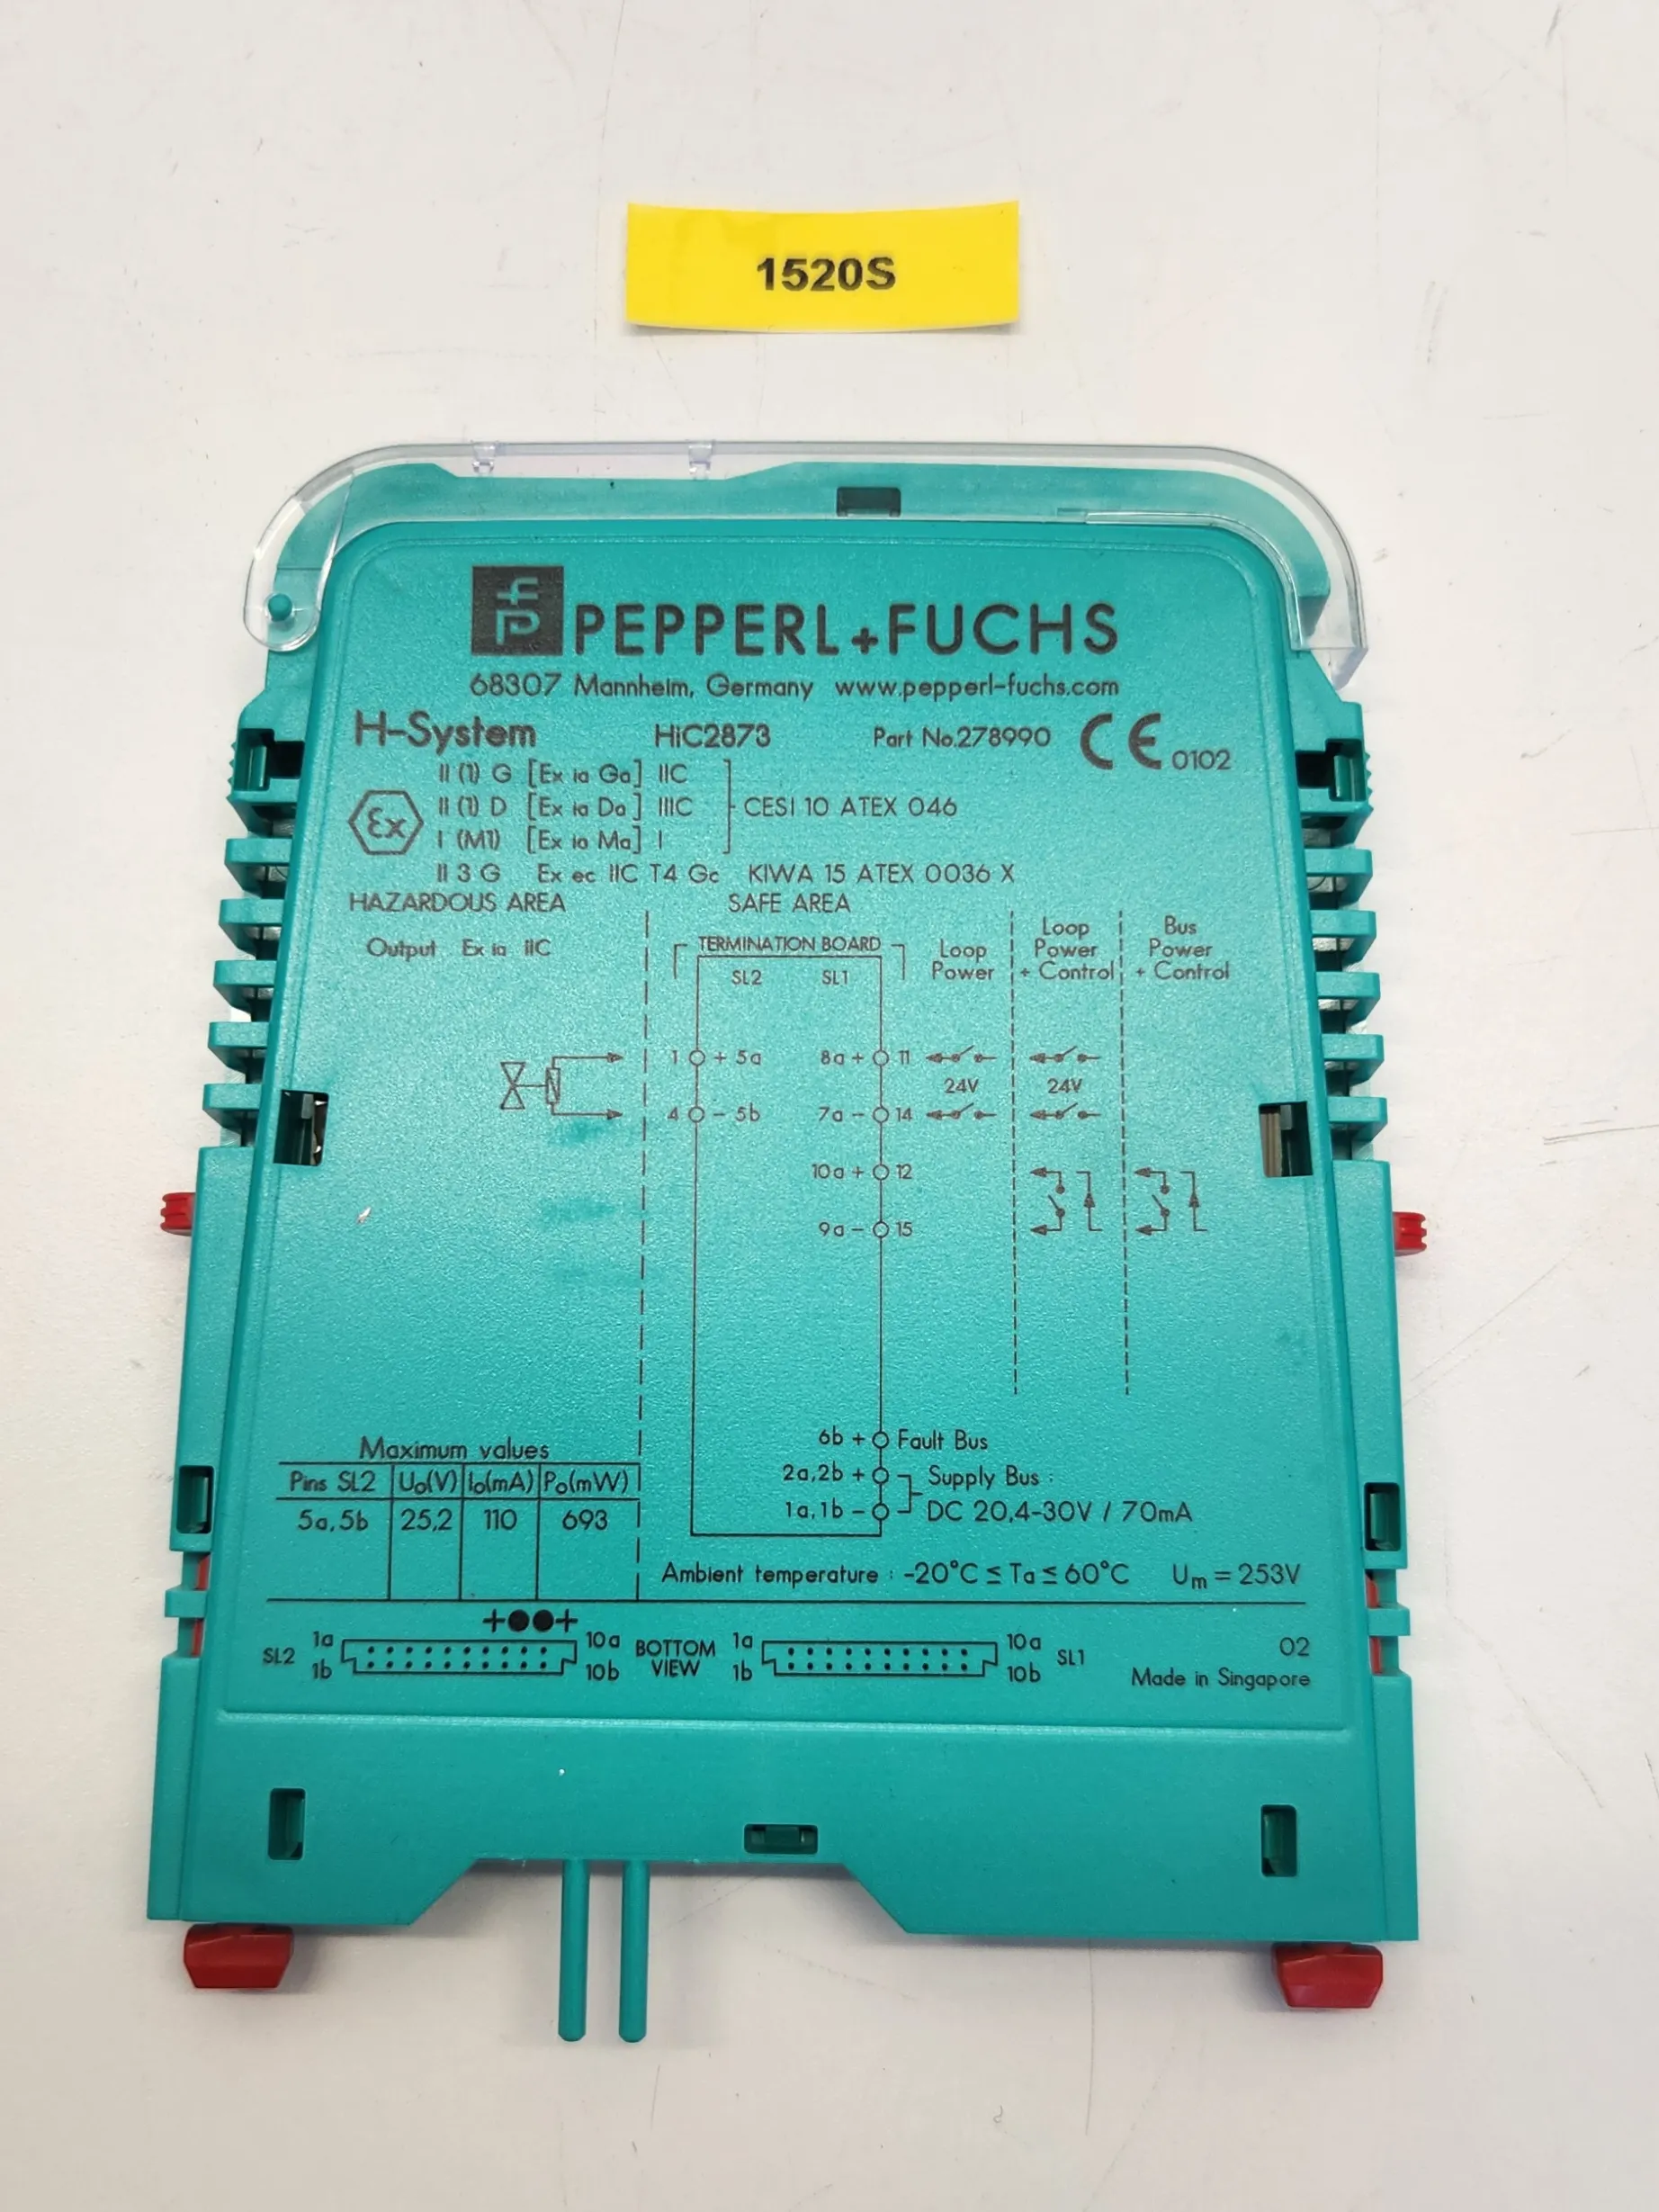 1520S
PEPPERL+FUCHS
68307 Mannheim, Germany www.pepperl-fuchs.com
H-System HiC2873 Part No.278990 CE 0102
II (1) G [Ex ia Ga] IIC
II (1) D [Ex ia Da] IIIC CESI 10 ATEX 046
Ex
I (M1) [Ex ia Ma] I
II 3 G Ex ec IIC T4 Gc KIWA 15 ATEX 0036 X
HAZARDOUS AREA SAFE AREA
Output Ex ia IIC
TERMINATION BOARD
SL2 SL1
Loop
Power
Loop
Power
+ Control
Bus
Power
+ Control
1 + 5a 8a + 11
24V 24V
4 - 5b 7a - 14
10a + 12
9a - 15
6b + Fault Bus
2a,2b + Supply Bus :
1a,1b - DC 20,4-30V / 70mA
Maximum values
Pins SL2 Uo(V) Io(mA) Po(mW)
5a,5b 25,2 110 693
Ambient temperature : -20°C ≤ Ta ≤ 60°C Um = 253V
+●●+
SL2 1a 10a
1b 10b
BOTTOM
VIEW
1a 10a SL1
1b 10b
02
Made in Singapore